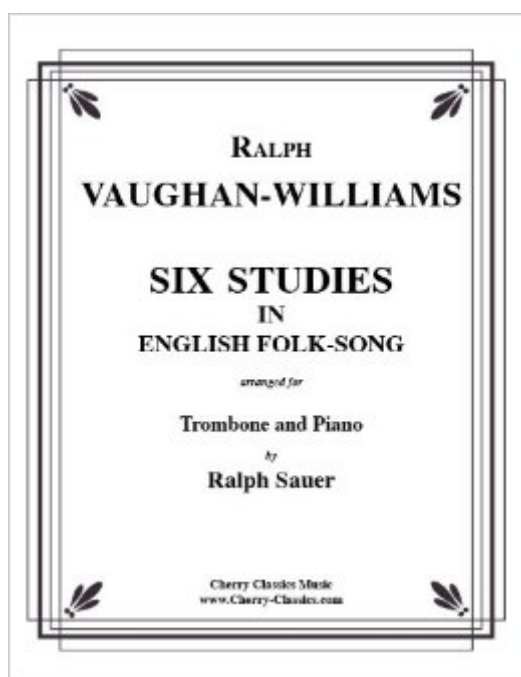 RALPH
VAUGHAN-WILLIAMS
SIX STUDIES
IN
ENGLISH FOLK-SONG
arranged for
Trombone and Piano
by
Ralph Sauer
Cherry Classics Music
www.Cherry-Classics.com